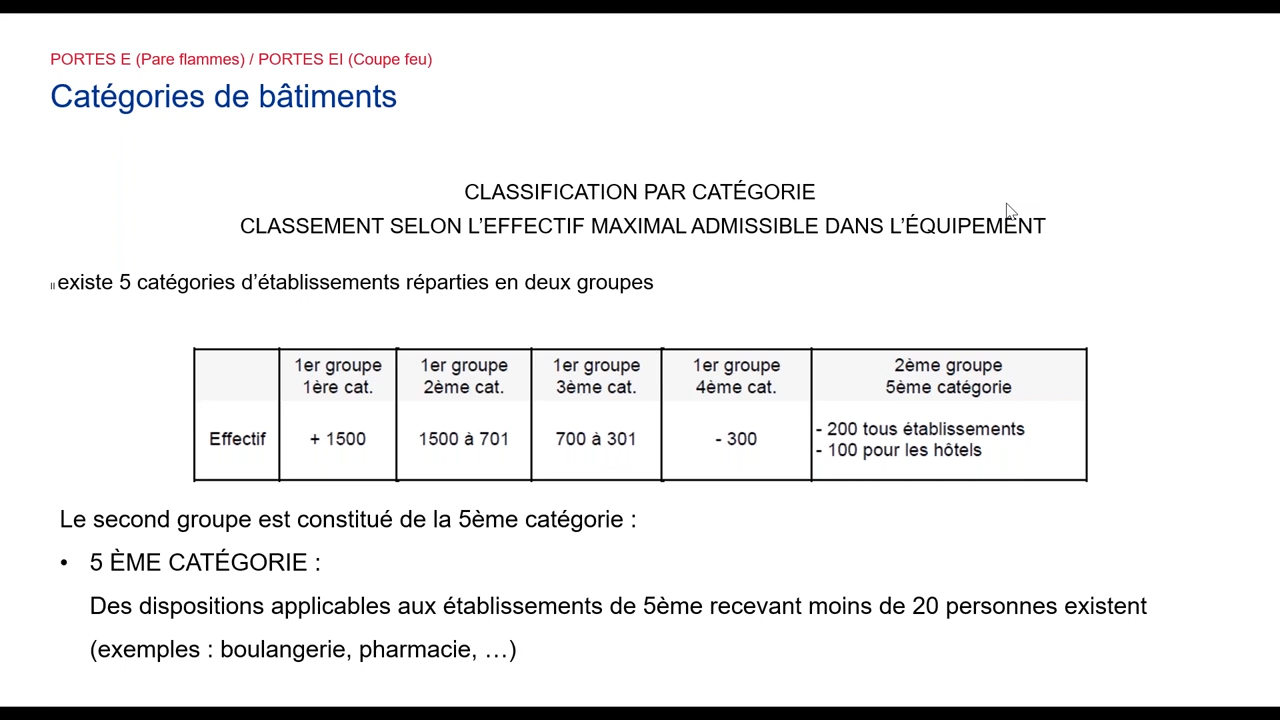 PORTES E (Pare flammes) / PORTES EI (Coupe feu)
Catégories de bâtiments
CLASSIFICATION PAR CATÉGORIE
CLASSEMENT SELON L'EFFECTIF MAXIMAL ADMISSIBLE DANS L'ÉQUIPEMENT
Il existe 5 catégories d'établissements réparties en deux groupes
1er groupe 1ère cat. 1er groupe 2ème cat. 1er groupe 3ème cat. 1er groupe 4ème cat. 2ème groupe 5ème catégorie
Effectif + 1500 1500 à 701 700 à 301 - 300 - 200 tous établissements - 100 pour les hôtels
Le second groupe est constitué de la 5ème catégorie :
• 5 ÈME CATÉGORIE :
Des dispositions applicables aux établissements de 5ème recevant moins de 20 personnes existent
(exemples : boulangerie, pharmacie, …)